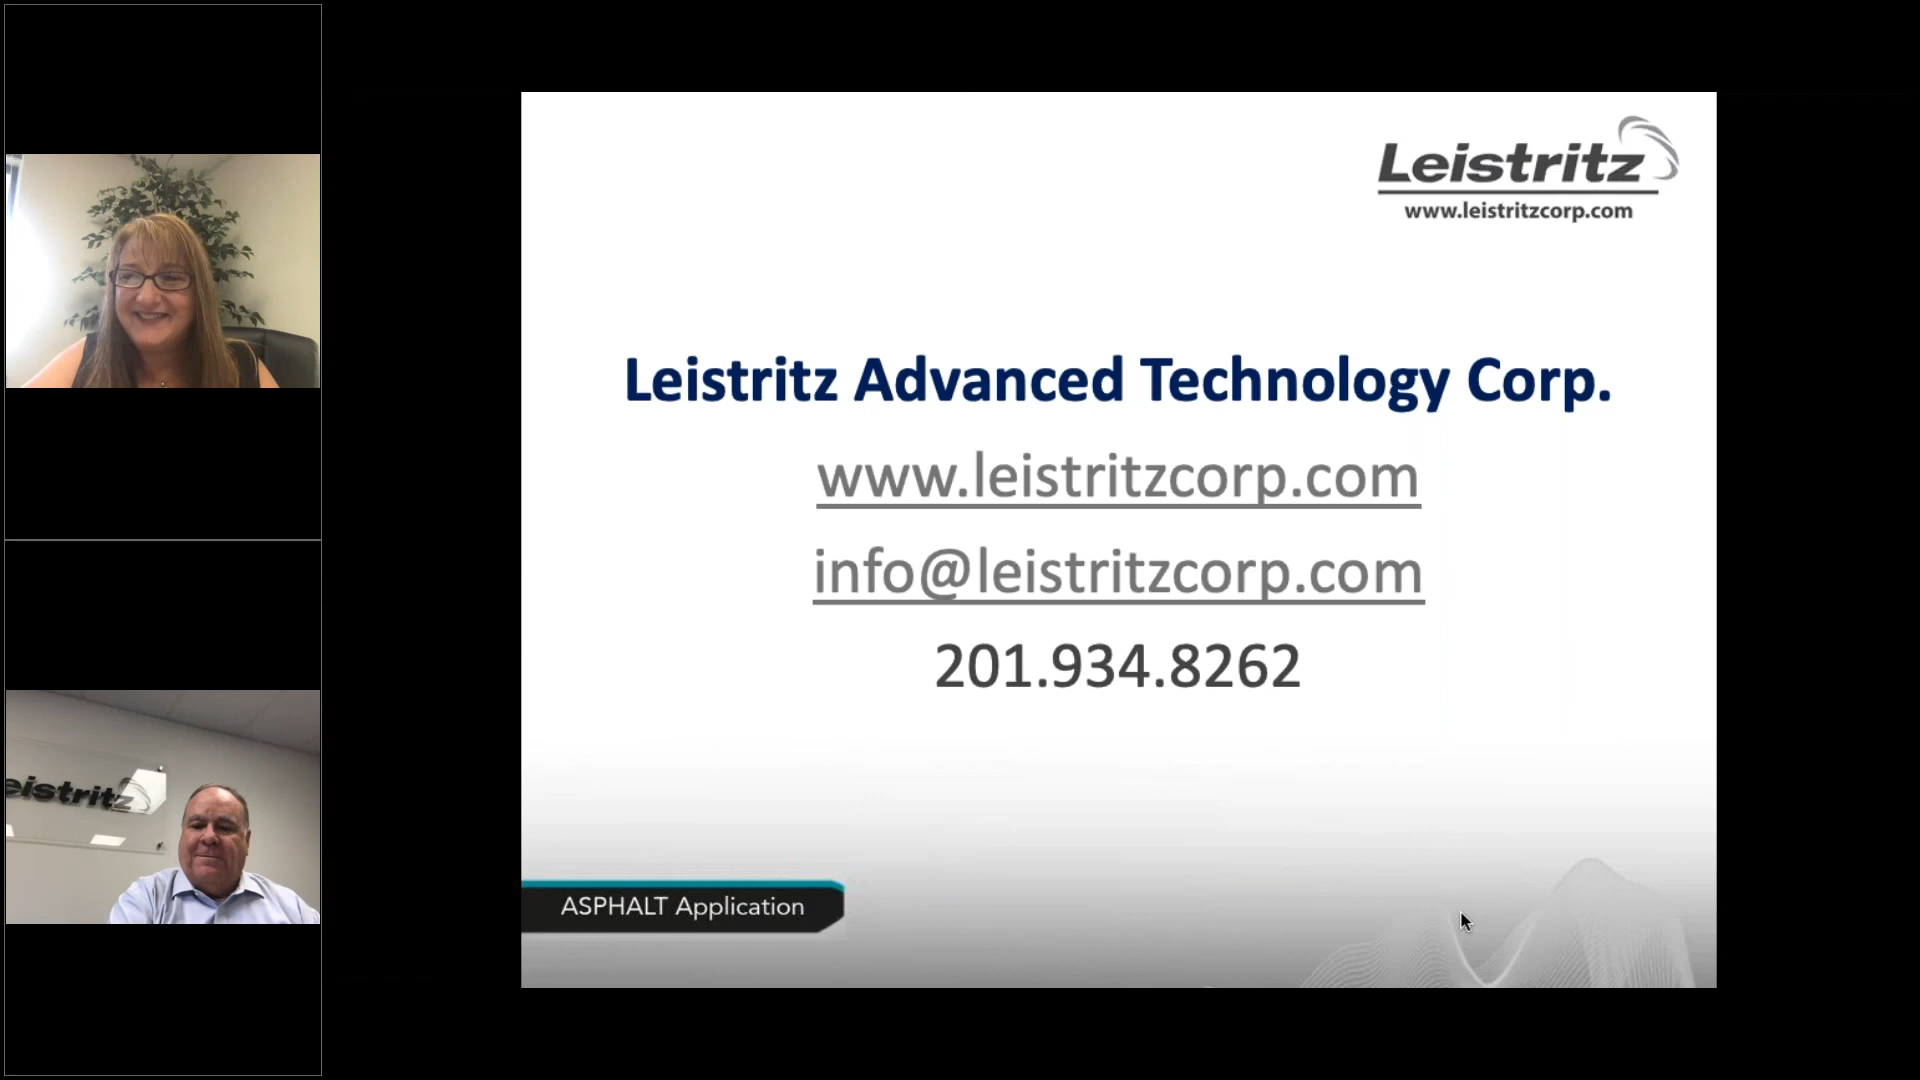 Leistritz
www.leistritzcorp.com
Leistritz Advanced Technology Corp.
www.leistritzcorp.com
info@leistritzcorp.com
201.934.8262
ASPHALT Application
eistritz